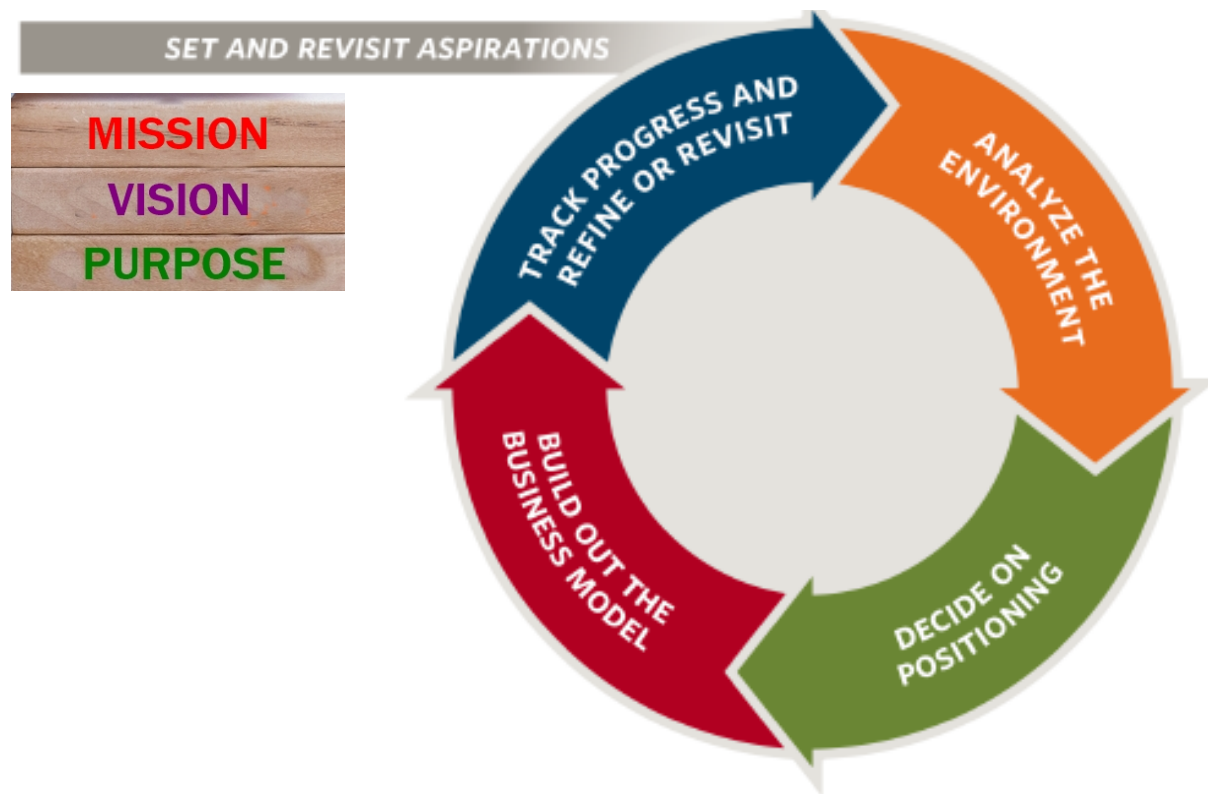 SET AND REVISIT ASPIRATIONS
MISSION
VISION
PURPOSE
TRACK PROGRESS AND
REFINE OR REVISIT
ANALYZE THE
ENVIRONMENT
DECIDE ON
POSITIONING
BUILD OUT THE
BUSINESS MODEL